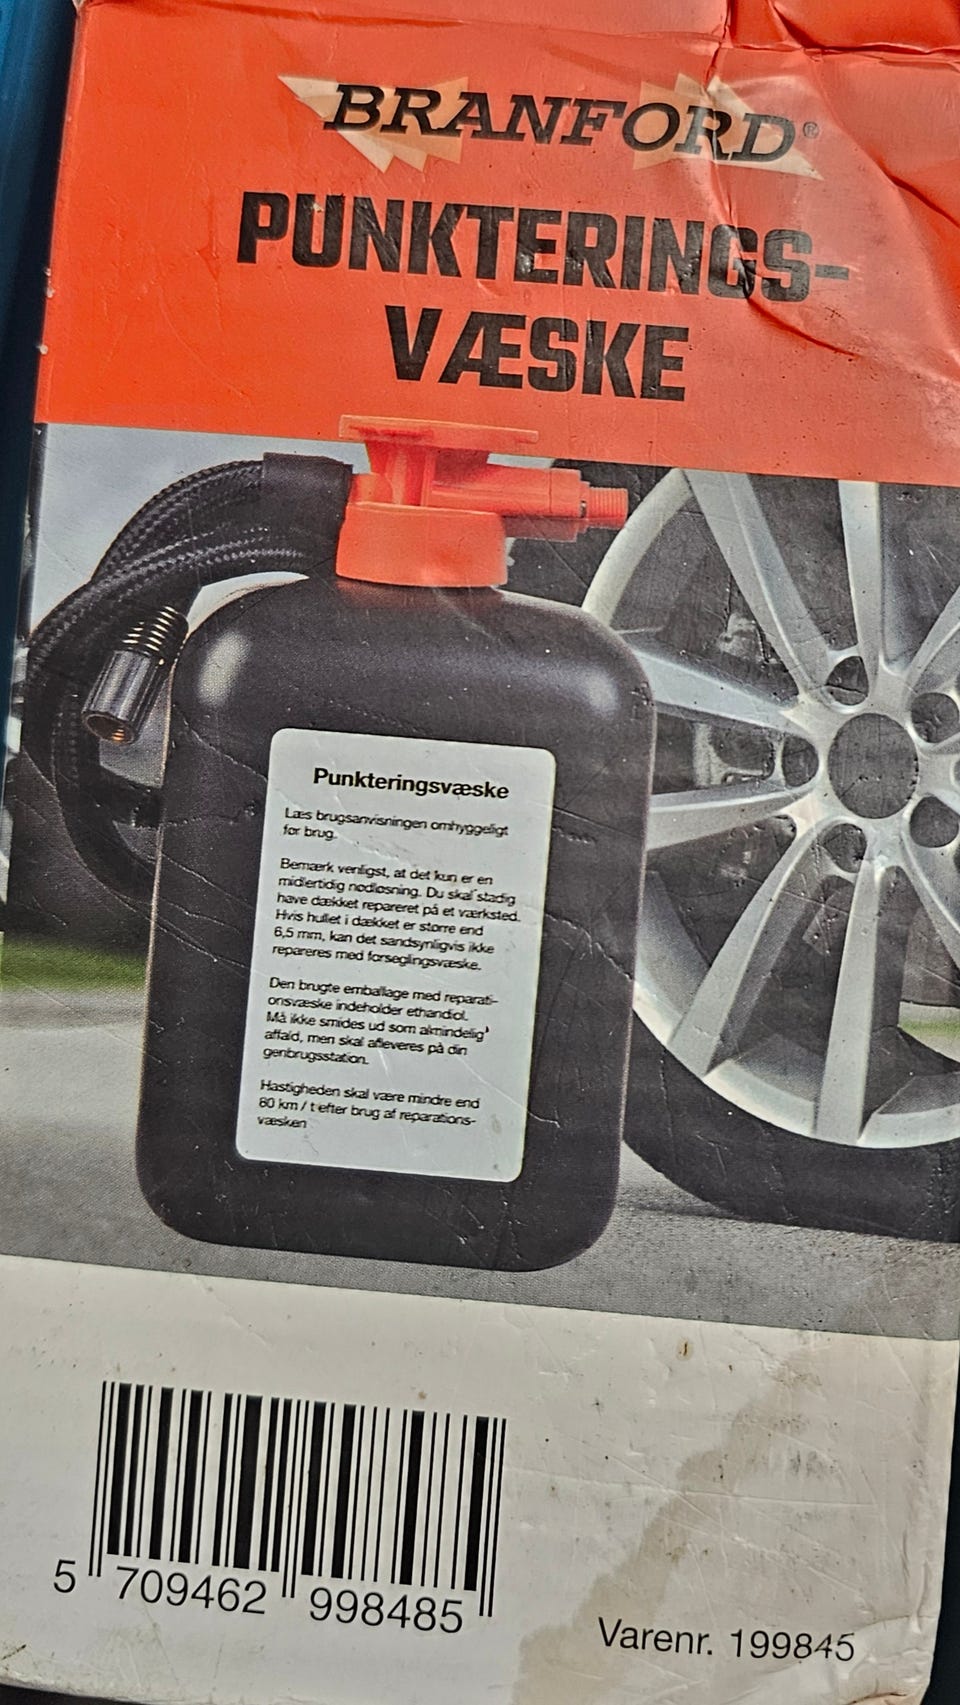 BRANFORD®
PUNKTERINGS-
VÆSKE
Punkteringsvæske
Læs brugsanvisningen omhyggeligt
før brug.
Bemærk venligst, at det kun er en
midlertidig nødløsning. Du skal stadig
have dækket repareret på et værksted.
Hvis hullet i dækket er større end
6,5 mm, kan det sandsynligvis ikke
repareres med forseglingsvæske.
Den brugte emballage med reparati-
onsvæske indeholder ethandiol.
Må ikke smides ud som almindelig
affald, men skal afleveres på din
genbrugsstation.
Hastigheden skal være mindre end
80 km / t efter brug af reparations-
væsken
5 709462 998485
Varenr. 199845